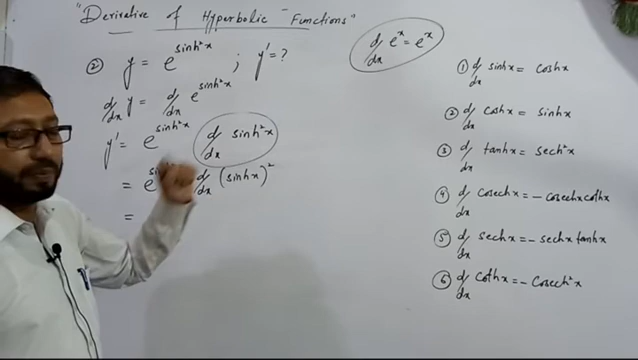 "Derivative of Hyperbolic Functions"
② y = e^sinh²x ; y' = ?
d/dx y = d/dx e^sinh²x
y' = e^sinh²x d/dx sinh²x
= e^sinh d/dx (sinhx)²
=
d/dx e^x = e^x
① d/dx sinhx = coshx
② d/dx coshx = sinhx
③ d/dx tanhx = sech²x
④ d/dx cosechx = - cosechx cothx
⑤ d/dx sechx = - sechx tanhx
⑥ d/dx cothx = - cosech²x